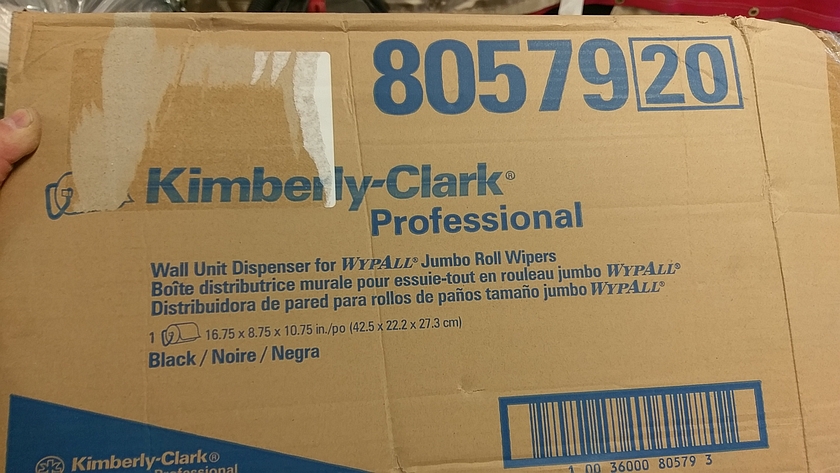 80579 20
Kimberly-Clark®
Professional
Wall Unit Dispenser for WYPALL® Jumbo Roll Wipers
Boîte distributrice murale pour essuie-tout en rouleau jumbo WYPALL®
Distribuidora de pared para rollos de paños tamaño jumbo WYPALL®
1 16.75 x 8.75 x 10.75 in./po (42.5 x 22.2 x 27.3 cm)
Black / Noire / Negra
Kimberly-Clark®
Professional
1 00 36000 80579 3